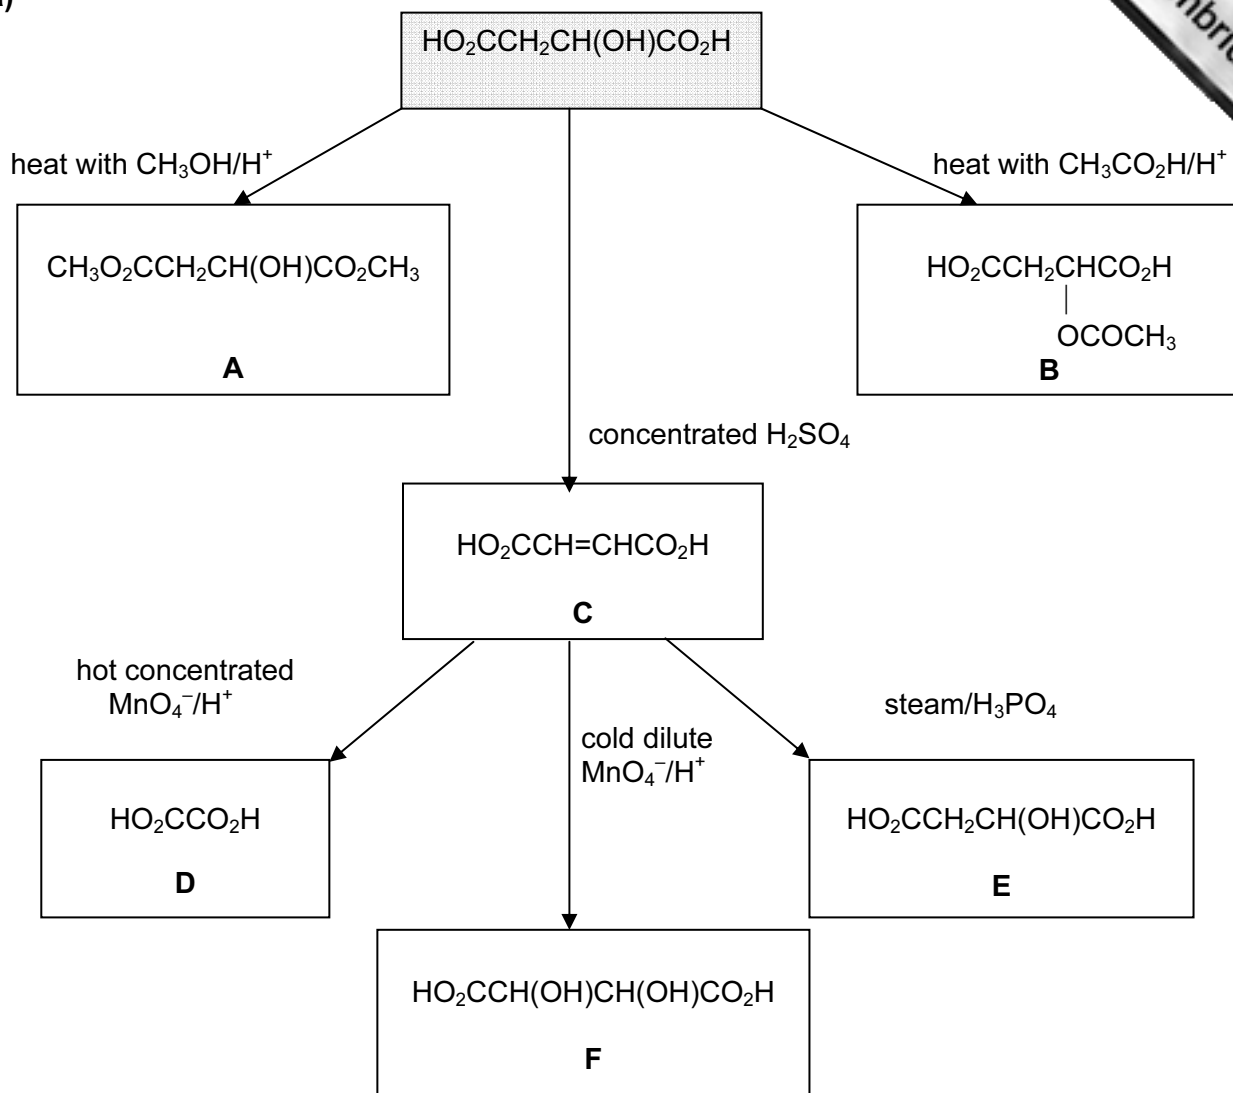 HO₂CCH₂CH(OH)CO₂H
heat with CH₃OH/H⁺
heat with CH₃CO₂H/H⁺
CH₃O₂CCH₂CH(OH)CO₂CH₃
A
HO₂CCH₂CHCO₂H
OCOCH₃
B
concentrated H₂SO₄
HO₂CCH=CHCO₂H
C
hot concentrated
MnO₄⁻/H⁺
cold dilute
MnO₄⁻/H⁺
steam/H₃PO₄
HO₂CCO₂H
D
HO₂CCH₂CH(OH)CO₂H
E
HO₂CCH(OH)CH(OH)CO₂H
F